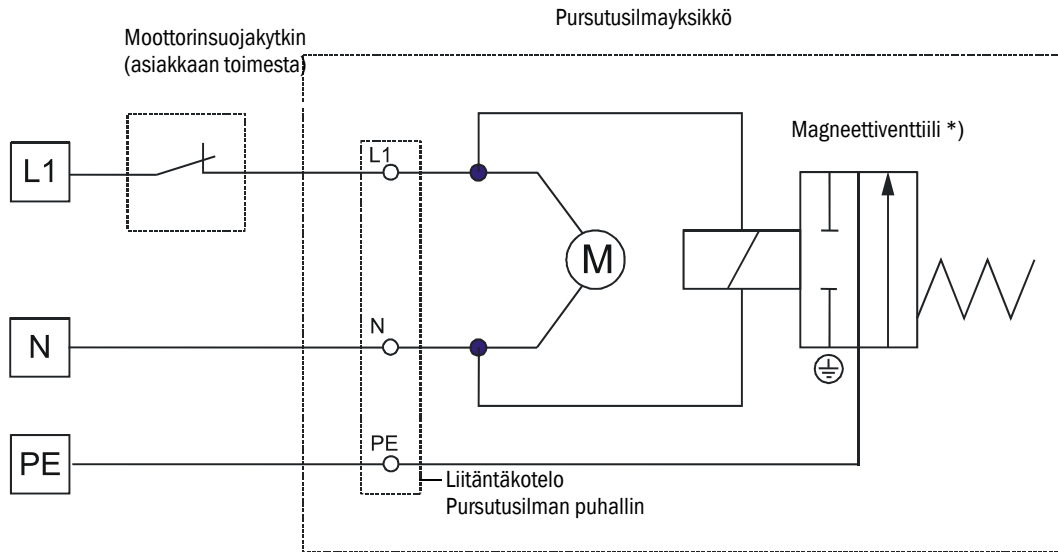 Pursutusilmayksikkö
Moottorinsuojakytkin
(asiakkaan toimesta)
Magneettiventtiili *)
L1
L1
M
N
N
PE
PE
Liitäntäkotelo
Pursutusilman puhallin